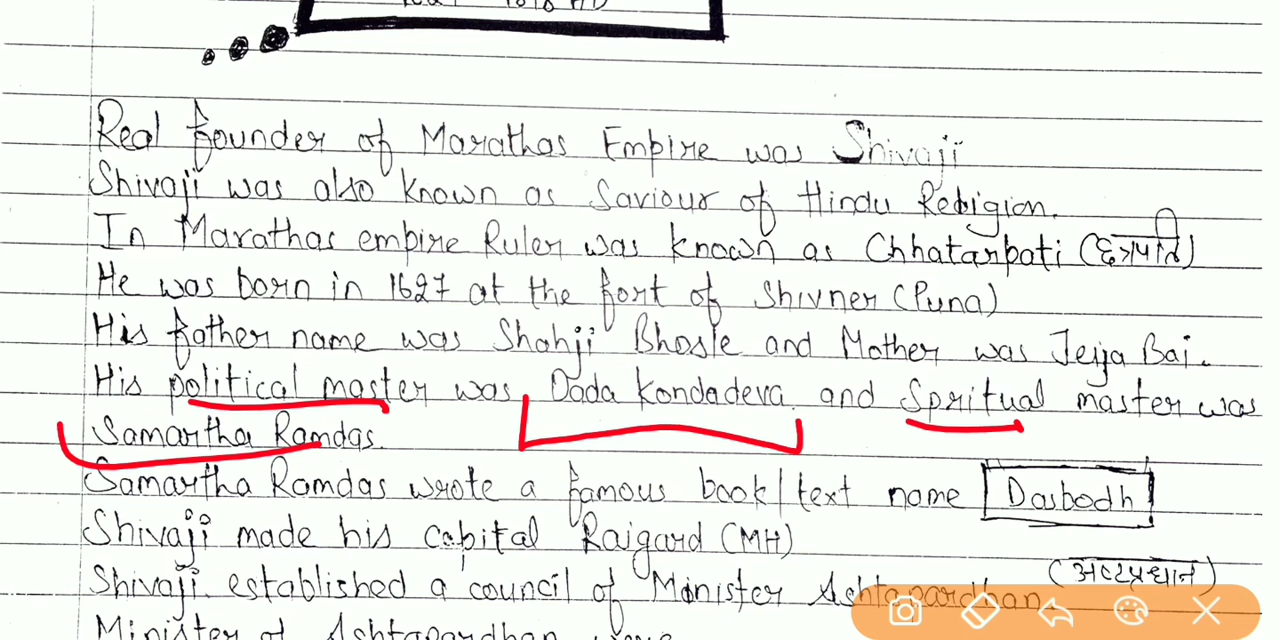 Real founder of Marathas Empire was Shivaji
Shivaji was also known as Saviour of Hindu Religion.
In Marathas empire Ruler was known as Chhatarpati (छत्रपति)
He was born in 1627 at the fort of Shivner (Puna)
His father name was Shahji Bhosle and Mother was Jeija Bai.
His political master was Dada Kondadeva and Spritual master was
Samartha Ramdas.
Samartha Ramdas wrote a famous book/text name Dasbodh
Shivaji made his capital Raigard (MH)
Shivaji established a council of Minister Ashtapardhan (अष्टप्रधान)
Minister of Ashtapardhan were